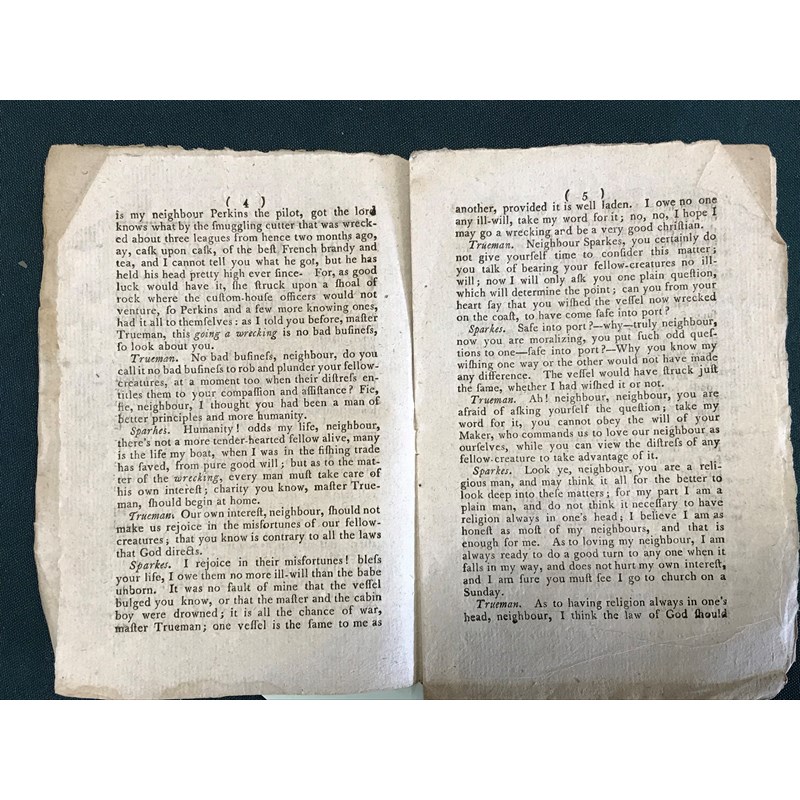 ( 4 )
is my neighbour Perkins the pilot, got the lord
knows what by the ſmuggling cutter that was wreck-
ed about three leagues from hence two months ago,
ay, caſk upon caſk, of the beſt French brandy and
tea, and I cannot tell you what he got, but he has
held his head pretty high ever ſince. For, as good
luck would have it, ſhe ſtruck upon a ſhoal of
rock where the cuſtom-houſe officers would not
venture, ſo Perkins and a few more knowing ones,
had it all to themſelves: as I told you before, maſter
Trueman, this going a wrecking is no bad buſineſs,
ſo look about you.
Trueman. No bad buſineſs, neighbour, do you
call it no bad buſineſs to rob and plunder your fellow-
creatures, at a moment when their diſtreſs en-
titles them to your compaſſion and aſſiſtance? Fie,
fie, neighbour, I thought you had been a man of
better principles and more humanity.
Sparkes. Humanity! odds my life, neighbour,
there's not a more tender-hearted fellow alive, many
is the life my boat, when I was in the fiſhing trade
has ſaved, from pure good will; but as to the mat-
ter of the wrecking, every man muſt take care of
his own intereſt; charity you know, maſter True-
man, ſhould begin at home.
Trueman. Our own intereſt, neighbour, ſhould not
make us rejoice in the misfortunes of our fellow-
creatures; that you know is contrary to all the laws
that God directs.
Sparkes. I rejoice in their misfortunes! bleſs
your life, I owe them no more ill-will than the babe
unborn. It was no fault of mine that the veſſel
bulged you know, or that the maſter and the cabin
boy were drowned; it is all the chance of war,
maſter Trueman; one veſſel is the ſame to me as
( 5 )
another, provided it is well laden. I owe no one
any ill-will, take my word for it; no, no, I hope I
may go a wrecking and be a very good chriſtian.
Trueman. Neighbour Sparkes, you certainly do
not give yourſelf time to conſider this matter;
you talk of bearing your fellow-creatures no ill-
will; now I will only aſk you one plain queſtion,
which will determine the point; can you from your
heart ſay that you wiſhed the veſſel now wrecked
on the coaſt, to have come ſafe into port?
Sparkes. Safe into port?—why—truly neighbour,
now you are moralizing, you put ſuch odd queſ-
tions to one—ſafe into port?—Why you know my
wiſhing one way or the other would not have made
any difference. The veſſel would have ſtruck juſt
the ſame, whether I had wiſhed it or not.
Trueman. Ah! neighbour, neighbour, you are
afraid of aſking yourſelf the queſtion; take my
word for it, you cannot obey the will of your
Maker, who commands us to love our neighbour as
ourſelves, while you can view the diſtreſs of any
fellow-creature to take advantage of it.
Sparkes. Look ye, neighbour, you are a reli-
gious man, and may think it all for the better to
look deep into theſe matters; for my part I am a
plain man, and do not think it neceſſary to have
religion always in one's head; I believe I am as
honeſt as moſt of my neighbours, and that is
enough for me. As to loving my neighbour, I am
always ready to do a good turn to any one when it
falls in my way, and does not hurt my own intereſt,
and I am ſure you muſt ſee I go to church on a
Sunday.
Trueman. As to having religion always in one's
head, neighbour, I think the law of God ſhould